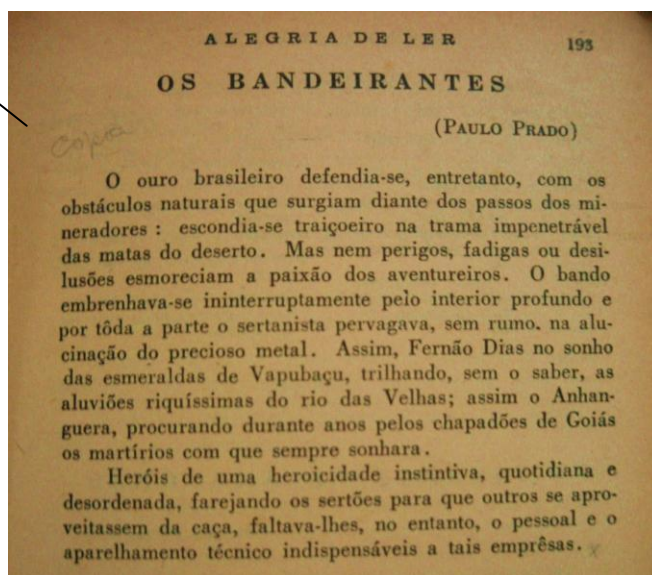 ALEGRIA DE LER 193
OS BANDEIRANTES
Copia
(PAULO PRADO)
O ouro brasileiro defendia-se, entretanto, com os
obstáculos naturais que surgiam diante dos passos dos mi-
neradores : escondia-se traiçoeiro na trama impenetrável
das matas do deserto. Mas nem perigos, fadigas ou desi-
lusões esmoreciam a paixão dos aventureiros. O bando
embrenhava-se ininterruptamente pelo interior profundo e
por tôda a parte o sertanista pervagava, sem rumo. na alu-
cinação do precioso metal. Assim, Fernão Dias no sonho
das esmeraldas de Vapubaçu, trilhando, sem o saber, as
aluviões riquíssimas do rio das Velhas; assim o Anhan-
guera, procurando durante anos pelos chapadões de Goiás
os martírios com que sempre sonhara.
Heróis de uma heroicidade instintiva, quotidiana e
desordenada, farejando os sertões para que outros se apro-
veitassem da caça, faltava-lhes, no entanto, o pessoal e o
aparelhamento técnico indispensáveis a tais emprêsas. x